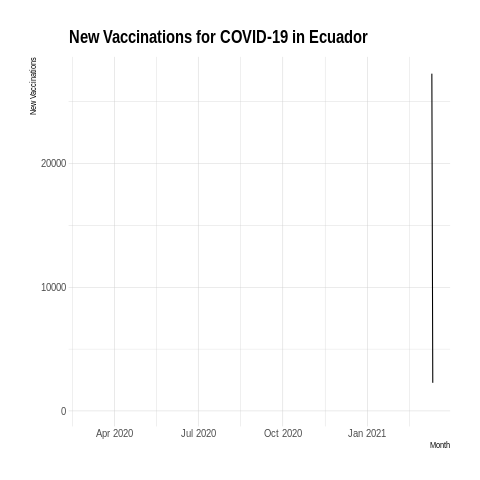 New Vaccinations for COVID-19 in Ecuador
New Vaccinations
20000
10000
0
Apr 2020
Jul 2020
Oct 2020
Jan 2021
Month